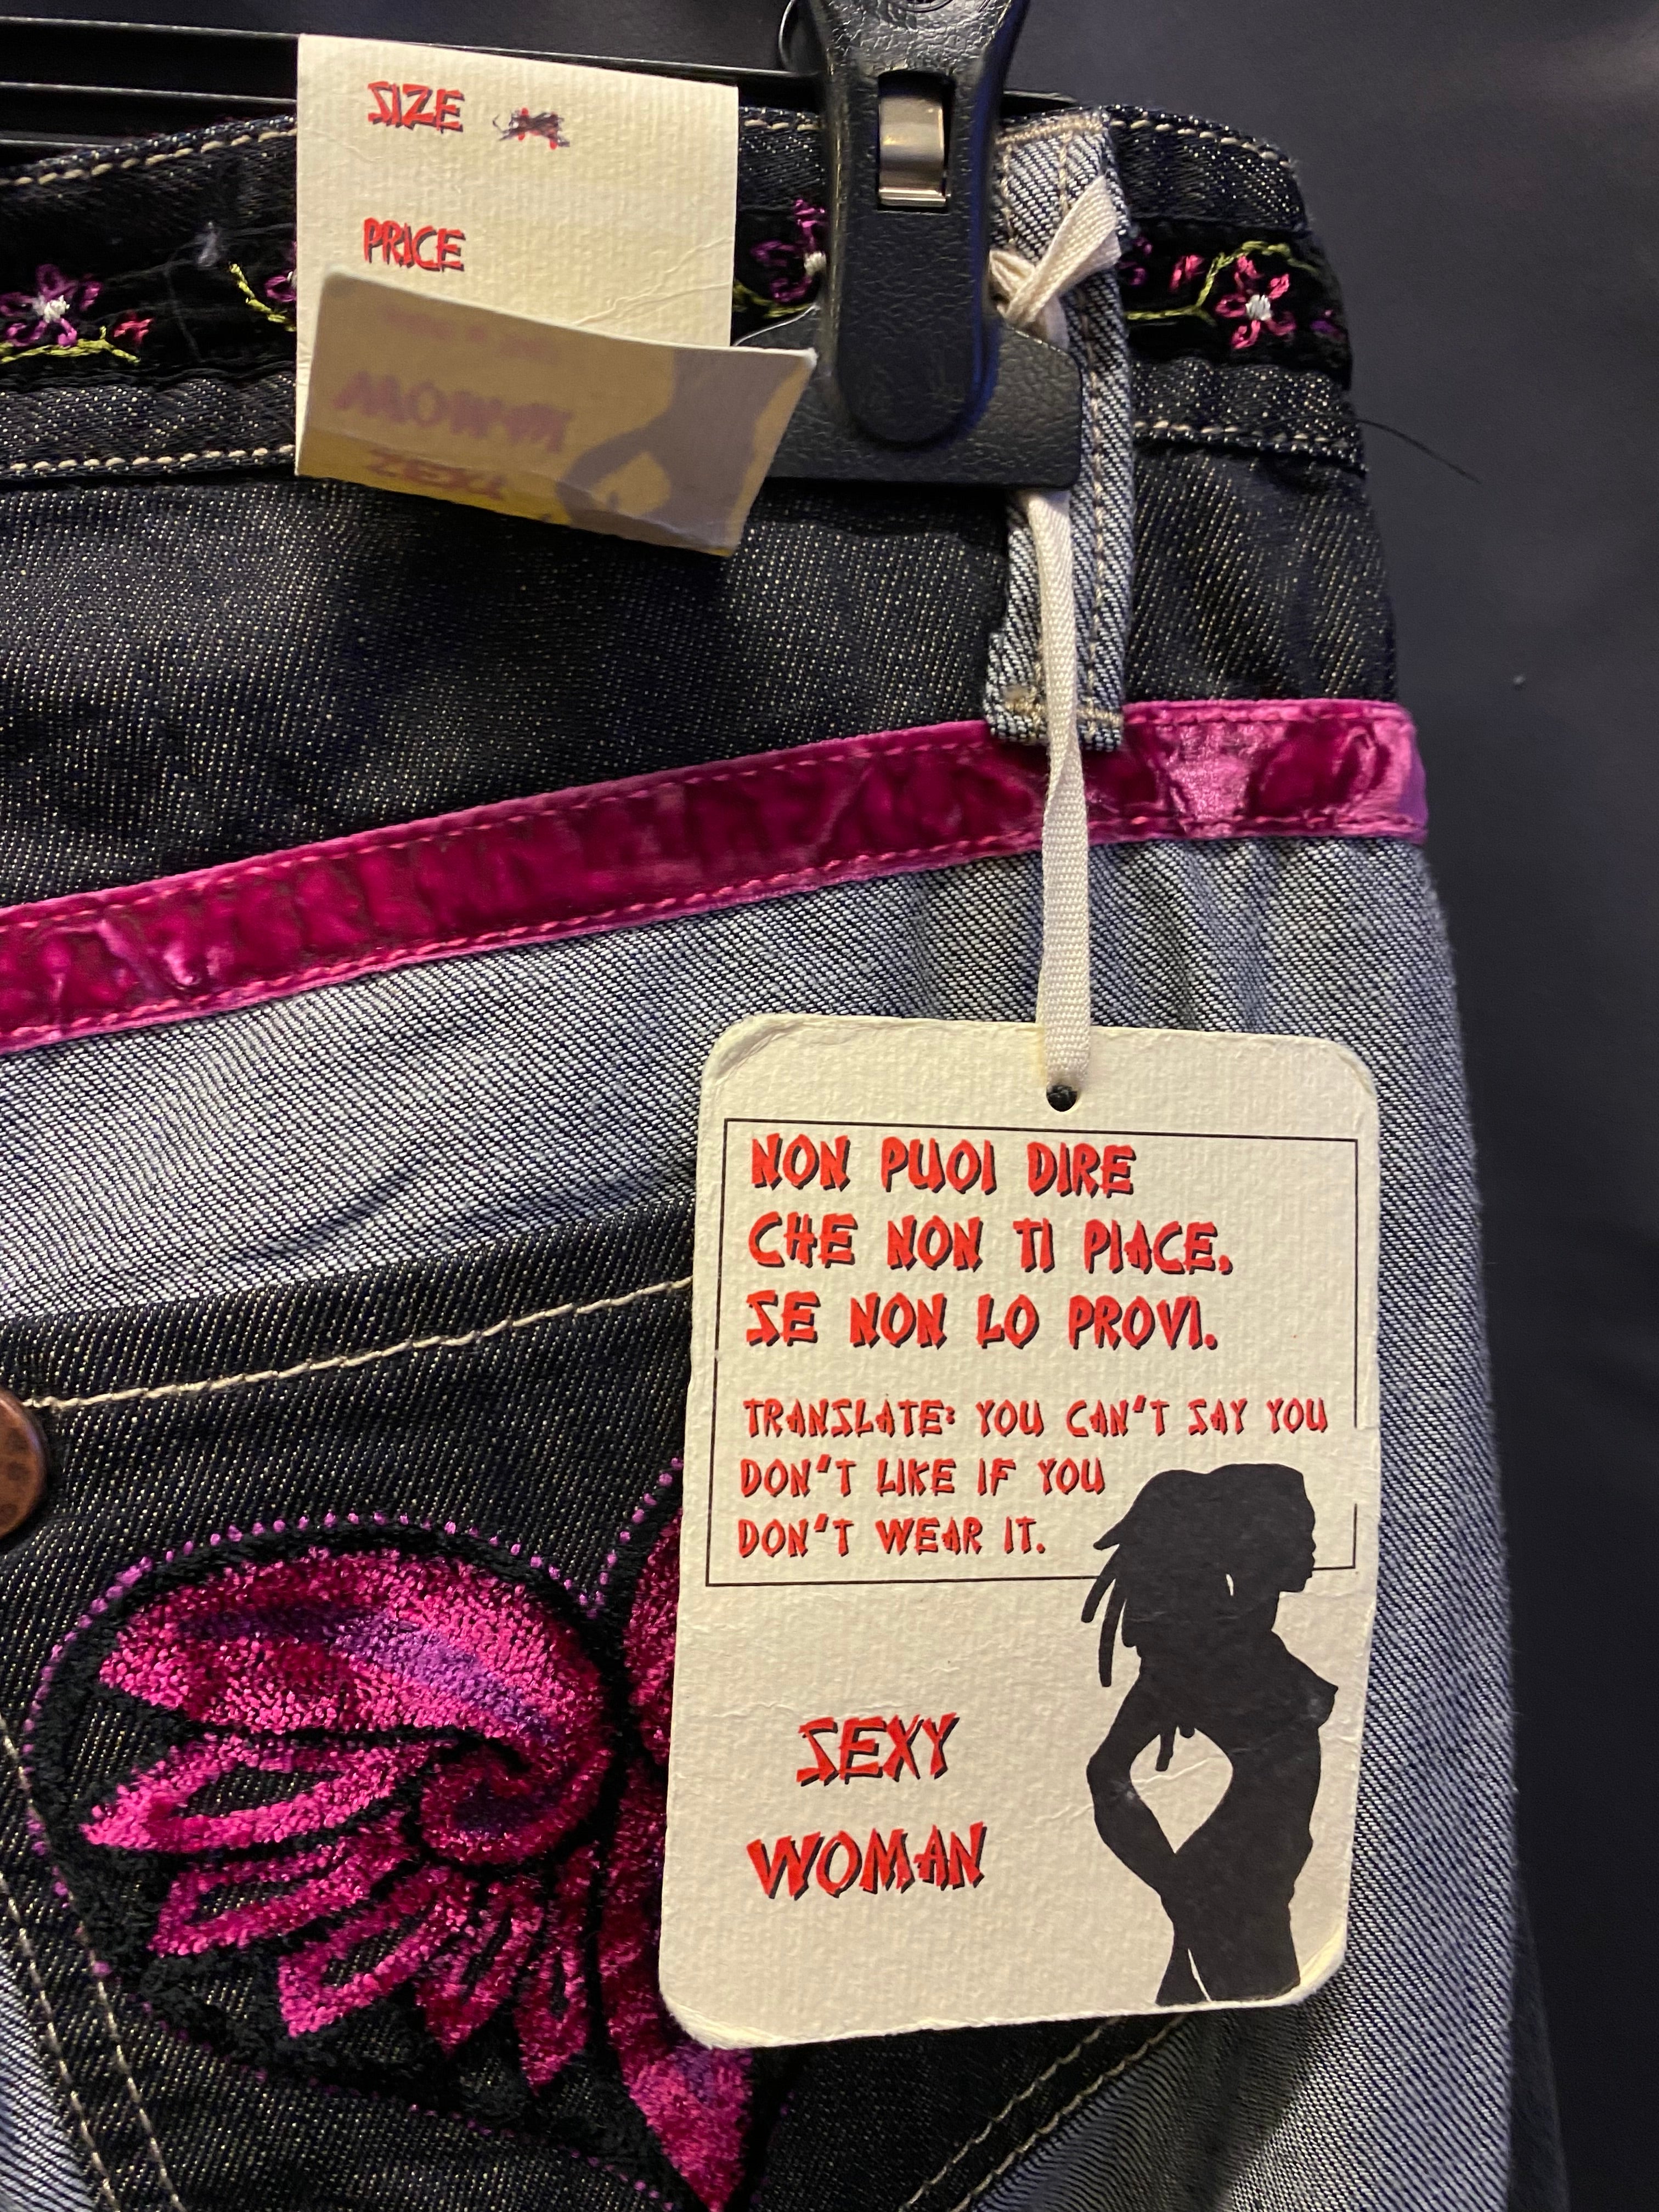 SIZE
PRICE
NON PUOI DIRE
CHE NON TI PIACE.
SE NON LO PROVI.
TRANSLATE: YOU CAN'T SAY YOU
DON'T LIKE IF YOU
DON'T WEAR IT.
SEXY
WOMAN